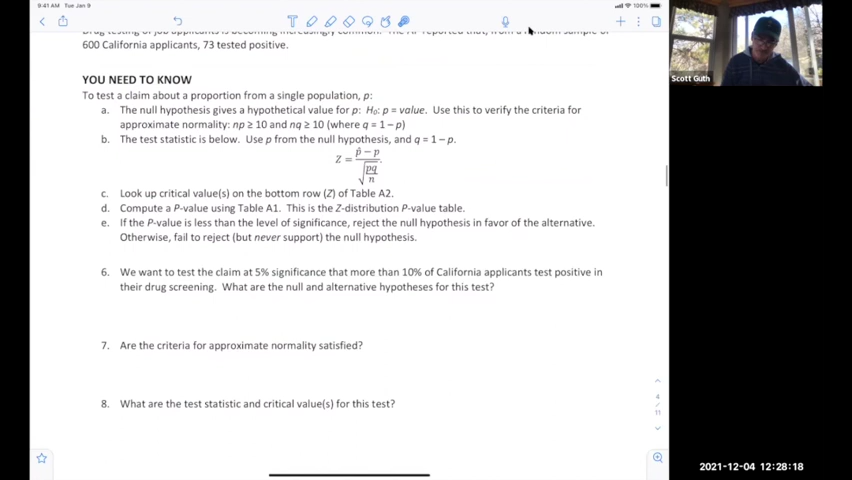 9:41 AM Tue Jan 9
100%
600 California applicants, 73 tested positive.
YOU NEED TO KNOW
To test a claim about a proportion from a single population, p:
a. The null hypothesis gives a hypothetical value for p: H₀: p = value. Use this to verify the criteria for
approximate normality: np ≥ 10 and nq ≥ 10 (where q = 1 – p)
b. The test statistic is below. Use p from the null hypothesis, and q = 1 – p.
Z = (p̂ – p) / √(pq/n).
c. Look up critical value(s) on the bottom row (Z) of Table A2.
d. Compute a P-value using Table A1. This is the Z-distribution P-value table.
e. If the P-value is less than the level of significance, reject the null hypothesis in favor of the alternative.
Otherwise, fail to reject (but never support) the null hypothesis.
6. We want to test the claim at 5% significance that more than 10% of California applicants test positive in
their drug screening. What are the null and alternative hypotheses for this test?
7. Are the criteria for approximate normality satisfied?
8. What are the test statistic and critical value(s) for this test?
4
/
11
Scott Guth
2021-12-04 12:28:18